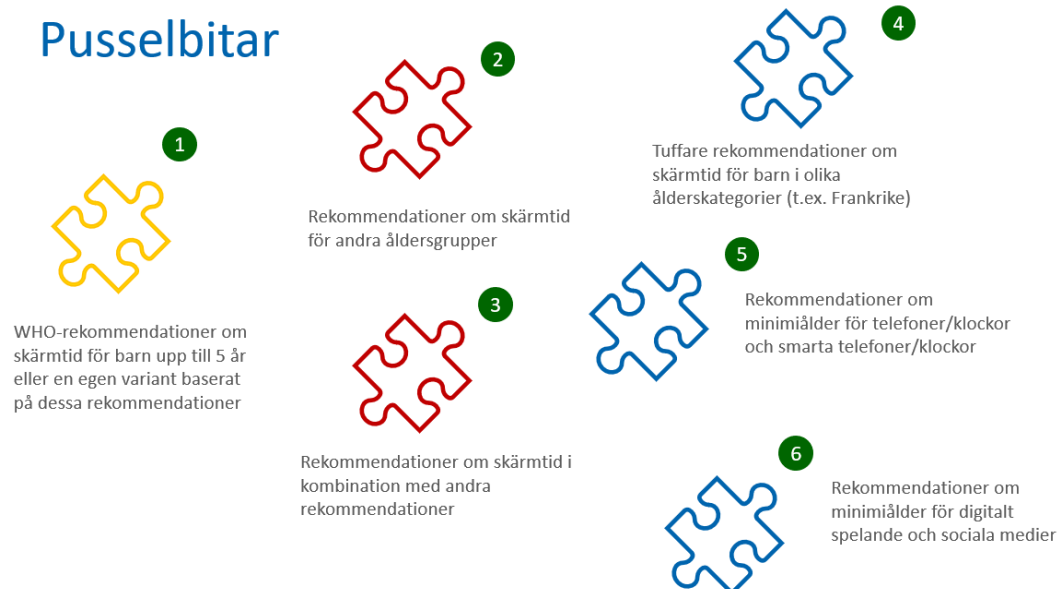 Pusselbitar
1
WHO-rekommendationer om
skärmtid för barn upp till 5 år
eller en egen variant baserat
på dessa rekommendationer
2
Rekommendationer om skärmtid
för andra åldersgrupper
3
Rekommendationer om skärmtid i
kombination med andra
rekommendationer
4
Tuffare rekommendationer om
skärmtid för barn i olika
ålderskategorier (t.ex. Frankrike)
5
Rekommendationer om
minimiålder för telefoner/klockor
och smarta telefoner/klockor
6
Rekommendationer om
minimiålder för digitalt
spelande och sociala medier